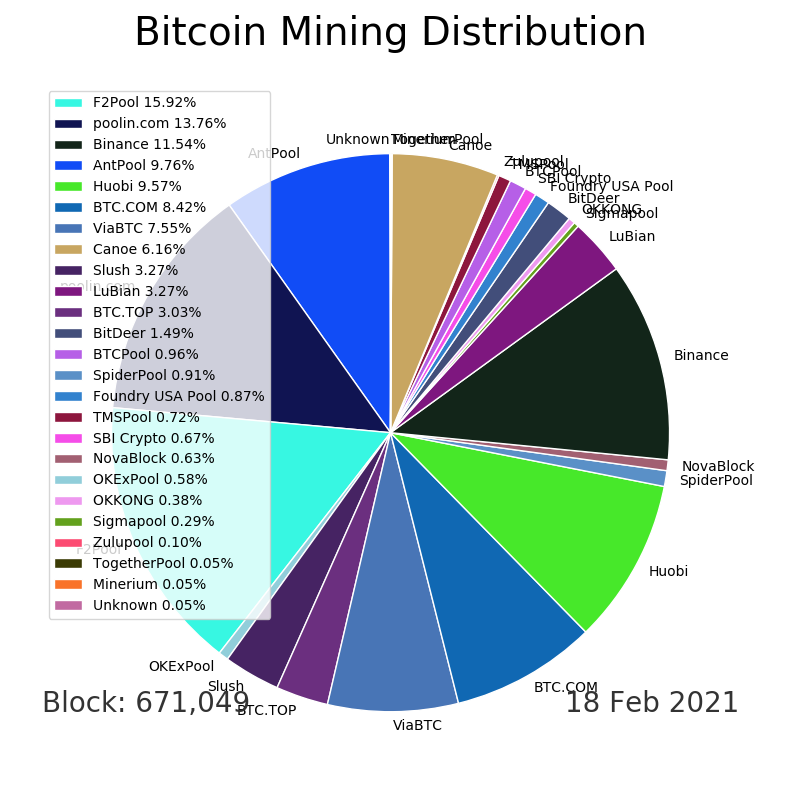 Bitcoin Mining Distribution
F2Pool 15.92%
poolin.com 13.76%
Binance 11.54%
AntPool 9.76%
Huobi 9.57%
BTC.COM 8.42%
ViaBTC 7.55%
Canoe 6.16%
Slush 3.27%
LuBian 3.27%
BTC.TOP 3.03%
BitDeer 1.49%
BTCPool 0.96%
SpiderPool 0.91%
Foundry USA Pool 0.87%
TMSPool 0.72%
SBI Crypto 0.67%
NovaBlock 0.63%
OKExPool 0.58%
OKKONG 0.38%
Sigmapool 0.29%
Zulupool 0.10%
TogetherPool 0.05%
Minerium 0.05%
Unknown 0.05%
Unknown
Minerium
TogetherPool
Canoe
Zulupool
TMSPool
BTCPool
SBI Crypto
Foundry USA Pool
BitDeer
OKKONG
Sigmapool
LuBian
Binance
NovaBlock
SpiderPool
Huobi
BTC.COM
ViaBTC
BTC.TOP
Slush
OKExPool
F2Pool
poolin.com
AntPool
Block: 671,049
18 Feb 2021